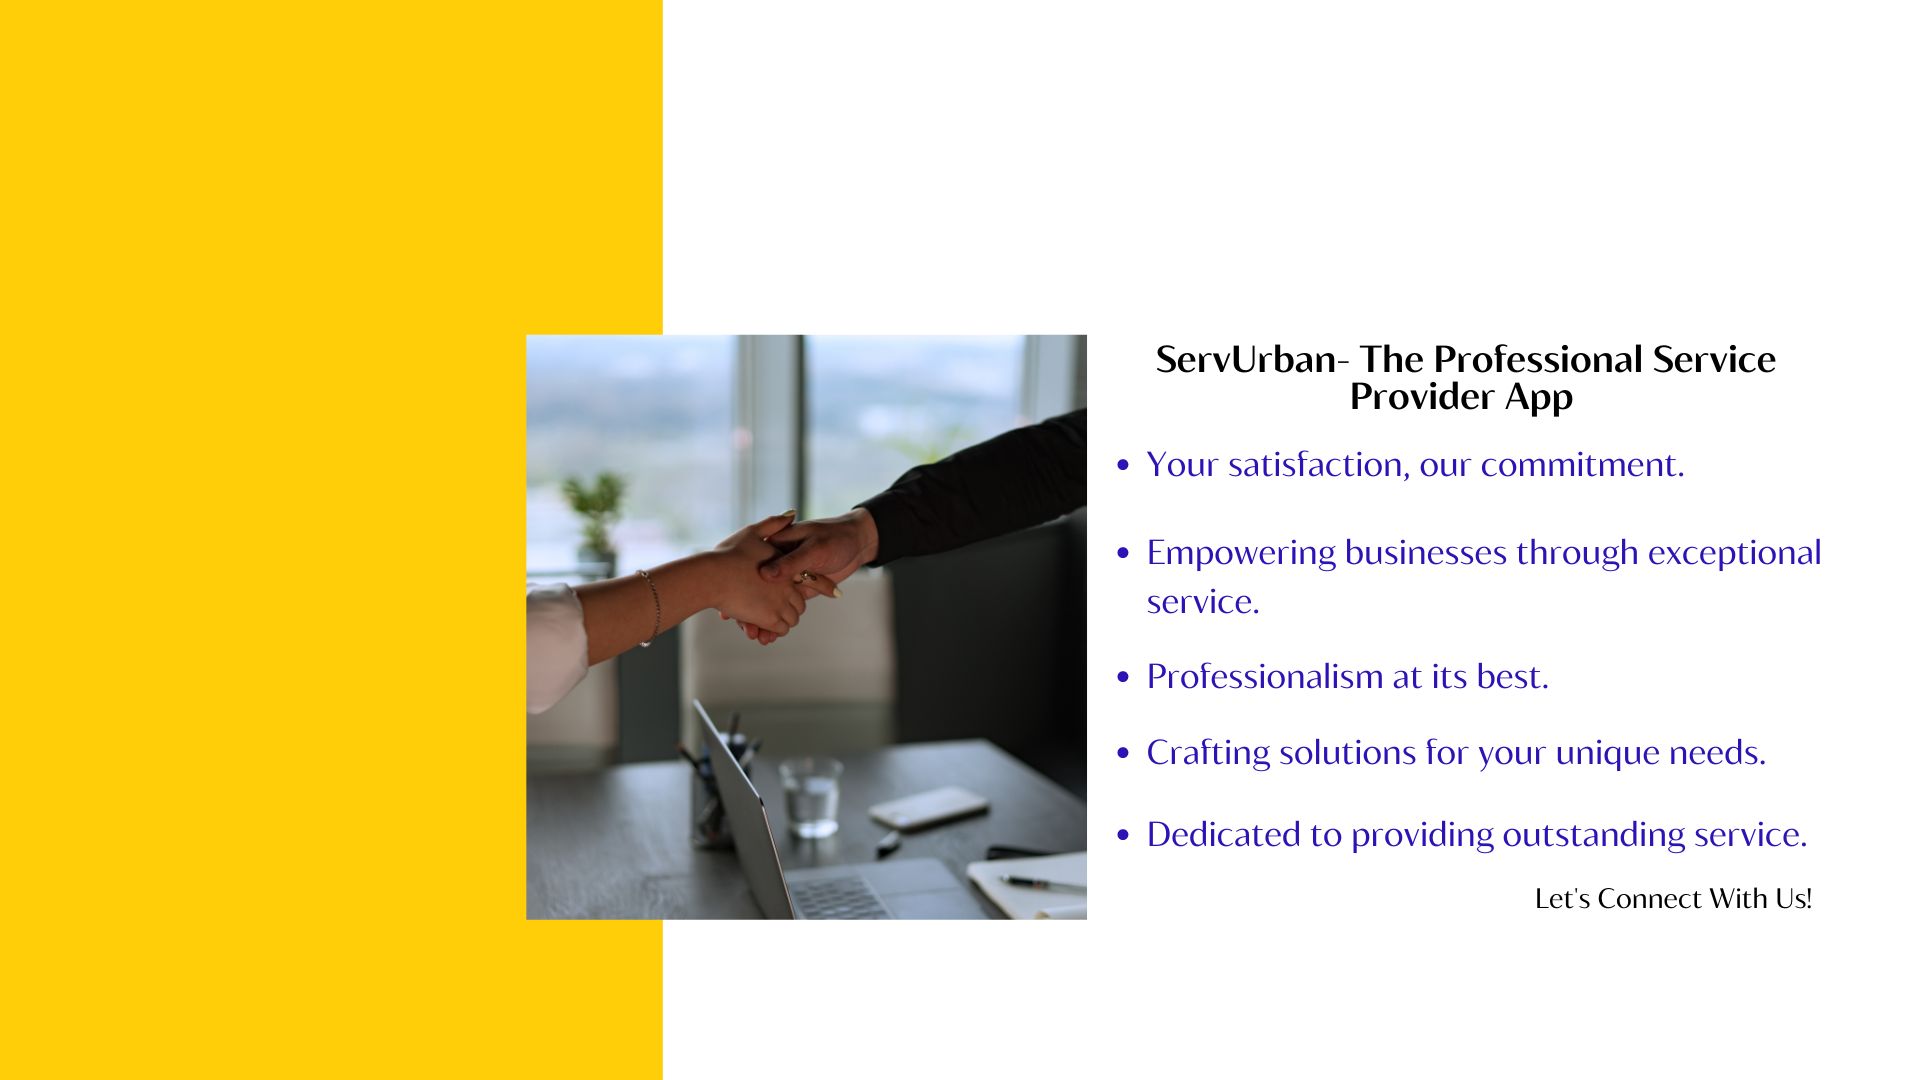 ServUrban- The Professional Service
Provider App
• Your satisfaction, our commitment.
• Empowering businesses through exceptional
service.
• Professionalism at its best.
• Crafting solutions for your unique needs.
• Dedicated to providing outstanding service.
Let's Connect With Us!